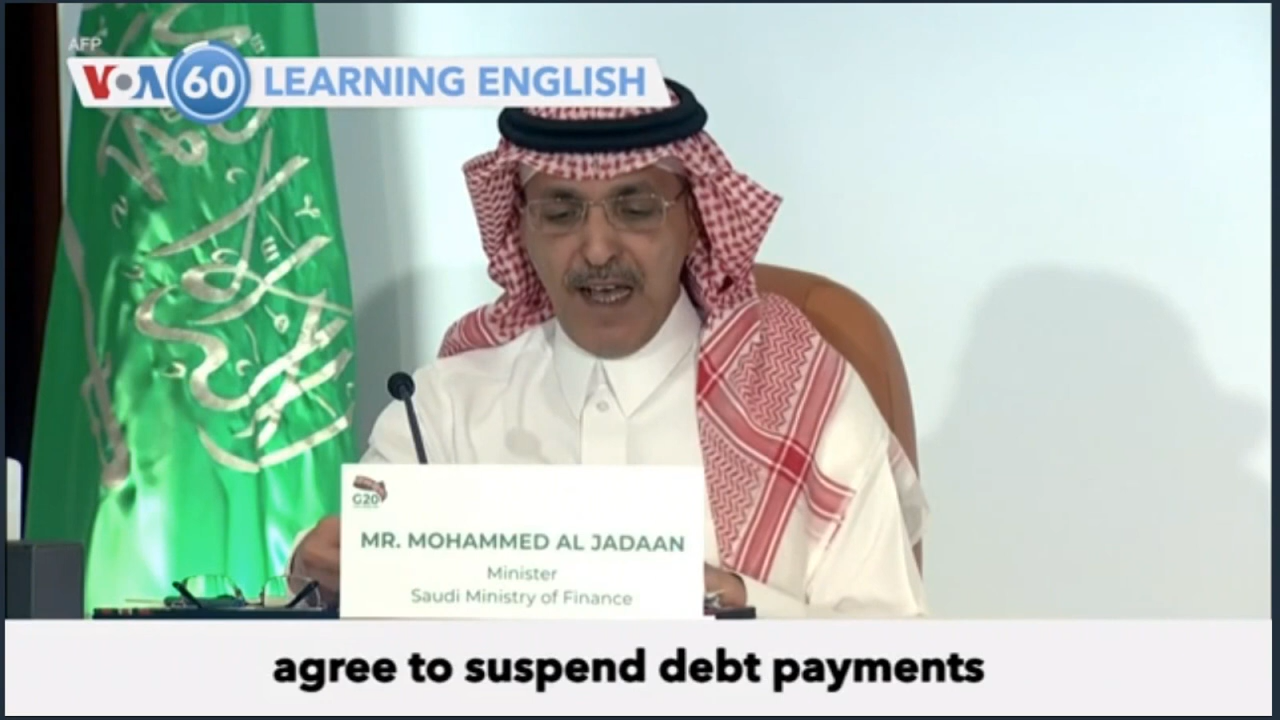 AFP
VOA 60 LEARNING ENGLISH
G20
MR. MOHAMMED AL JADAAN
Minister
Saudi Ministry of Finance
agree to suspend debt payments